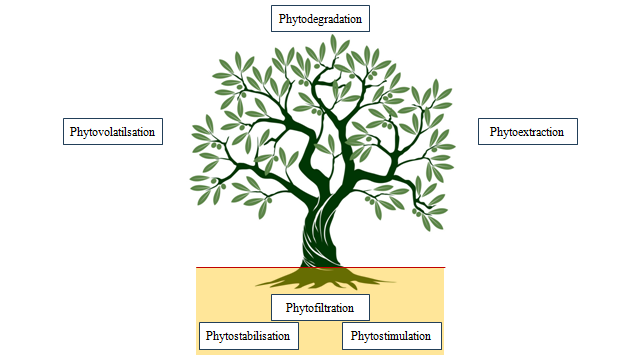 Phytodegradation
Phytovolatilsation
Phytoextraction
Phytofiltration
Phytostabilisation
Phytostimulation